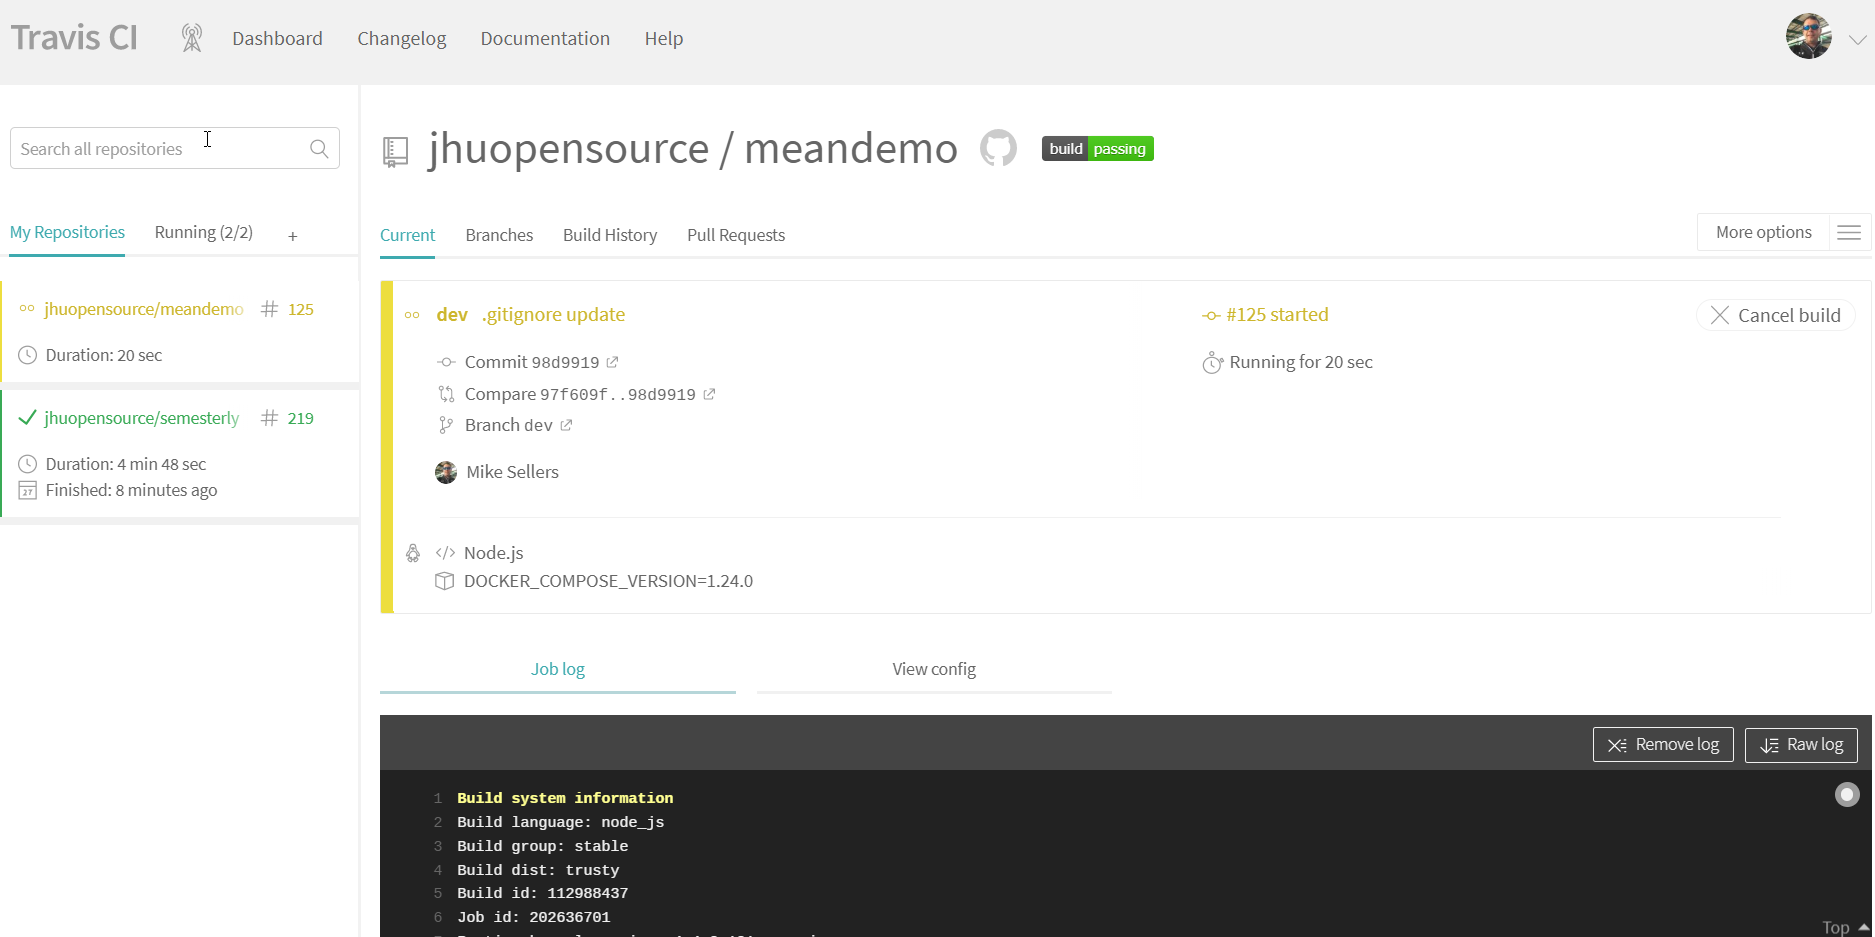 Travis CI Dashboard Changelog Documentation Help
Search all repositories
My Repositories Running (2/2) +
jhuopensource/meandemo # 125
Duration: 20 sec
jhuopensource/semesterly # 219
Duration: 4 min 48 sec
27 Finished: 8 minutes ago
jhuopensource / meandemo build passing
Current Branches Build History Pull Requests More options
dev .gitignore update #125 started Cancel build
Commit 98d9919 Running for 20 sec
Compare 97f609f..98d9919
Branch dev
Mike Sellers
</> Node.js
DOCKER_COMPOSE_VERSION=1.24.0
Job log View config
Remove log Raw log
1 Build system information
2 Build language: node_js
3 Build group: stable
4 Build dist: trusty
5 Build id: 112988437
6 Job id: 202636701
Top